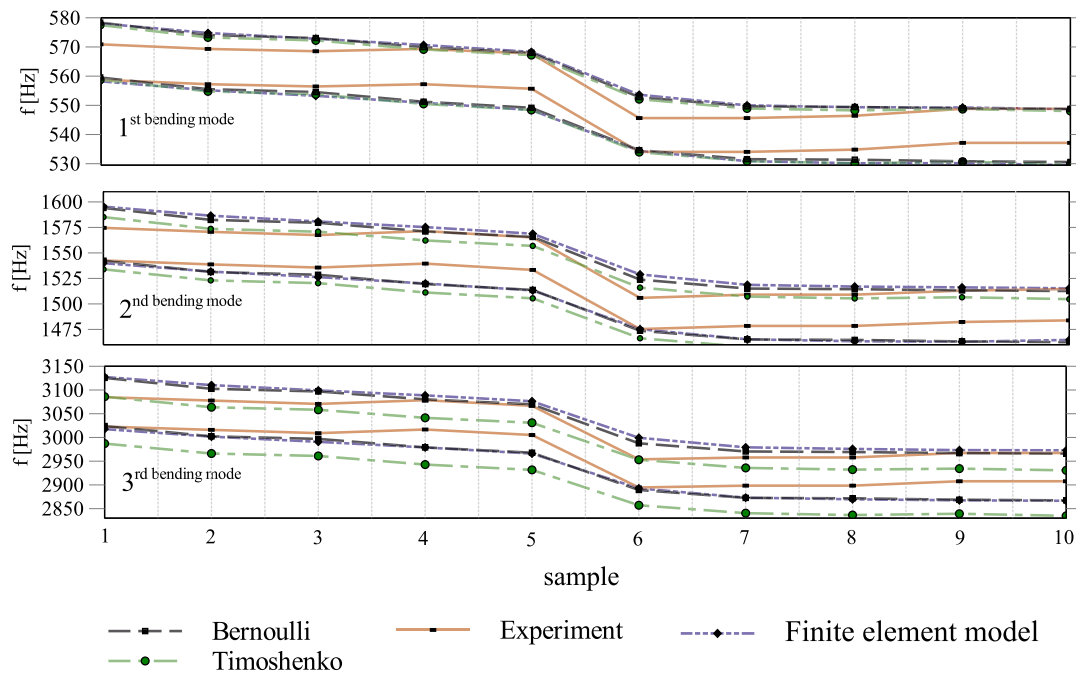 580
570
560
550
540
530
f [Hz]
1st bending mode
1600
1575
1550
1525
1500
1475
f [Hz]
2nd bending mode
3150
3100
3050
3000
2950
2900
2850
f [Hz]
3rd bending mode
1 2 3 4 5 6 7 8 9 10
sample
Bernoulli Experiment Finite element model
Timoshenko